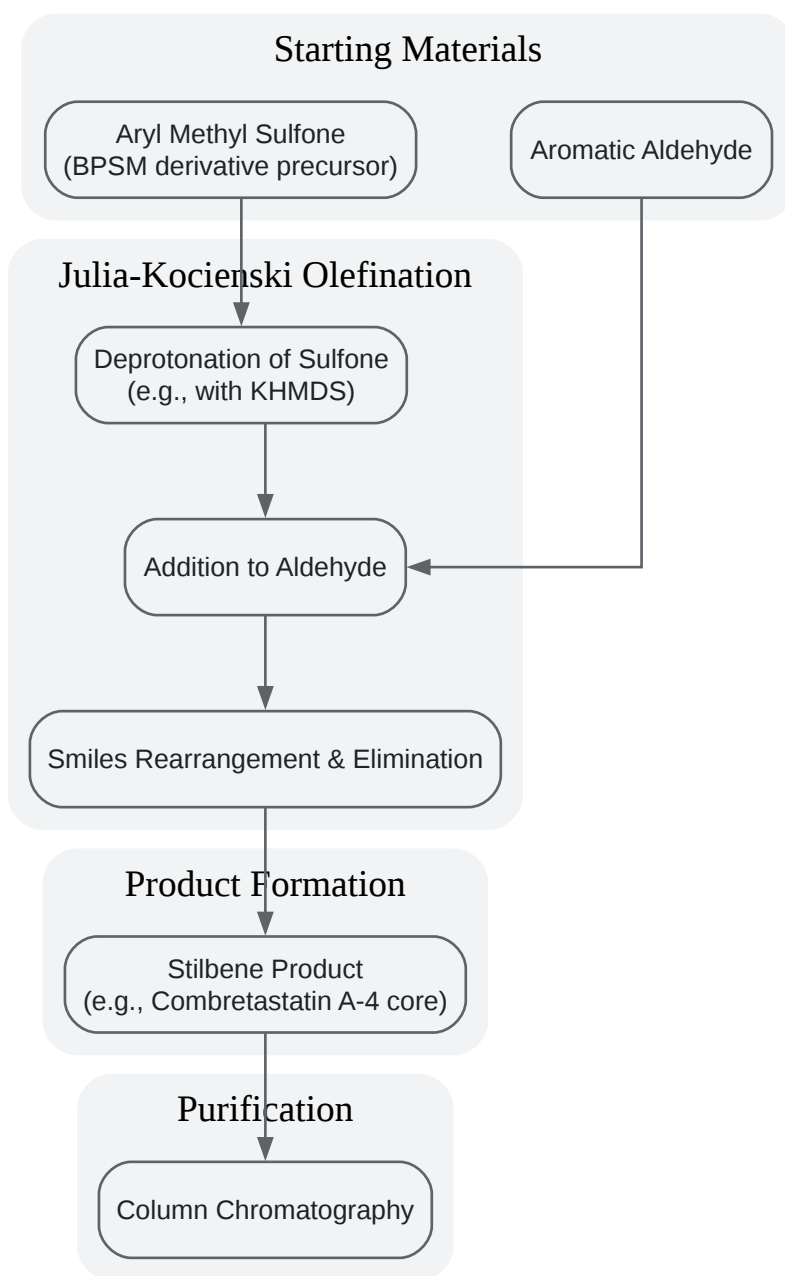 Starting Materials
Aryl Methyl Sulfone
(BPSM derivative precursor)
Aromatic Aldehyde
Julia-Kocienski Olefination
Deprotonation of Sulfone
(e.g., with KHMDS)
Addition to Aldehyde
Smiles Rearrangement & Elimination
Product Formation
Stilbene Product
(e.g., Combretastatin A-4 core)
Purification
Column Chromatography